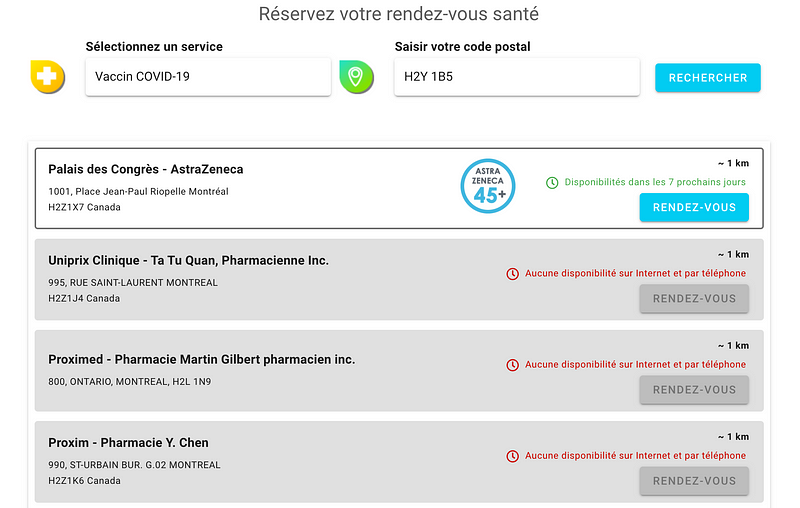 Réservez votre rendez-vous santé
Sélectionnez un service
Saisir votre code postal
Vaccin COVID-19
H2Y 1B5
RECHERCHER
Palais des Congrès - AstraZeneca
1001, Place Jean-Paul Riopelle Montréal
H2Z1X7 Canada
ASTRA
ZENECA
45+
~ 1 km
Disponibilités dans les 7 prochains jours
RENDEZ-VOUS
Uniprix Clinique - Ta Tu Quan, Pharmacienne Inc.
995, RUE SAINT-LAURENT MONTREAL
H2Z1J4 Canada
~ 1 km
Aucune disponibilité sur Internet et par téléphone
RENDEZ-VOUS
Proximed - Pharmacie Martin Gilbert pharmacien inc.
800, ONTARIO, MONTREAL, H2L 1N9
~ 1 km
Aucune disponibilité sur Internet et par téléphone
RENDEZ-VOUS
Proxim - Pharmacie Y. Chen
990, ST-URBAIN BUR. G.02 MONTREAL
H2Z1K6 Canada
~ 1 km
Aucune disponibilité sur Internet et par téléphone
RENDEZ-VOUS